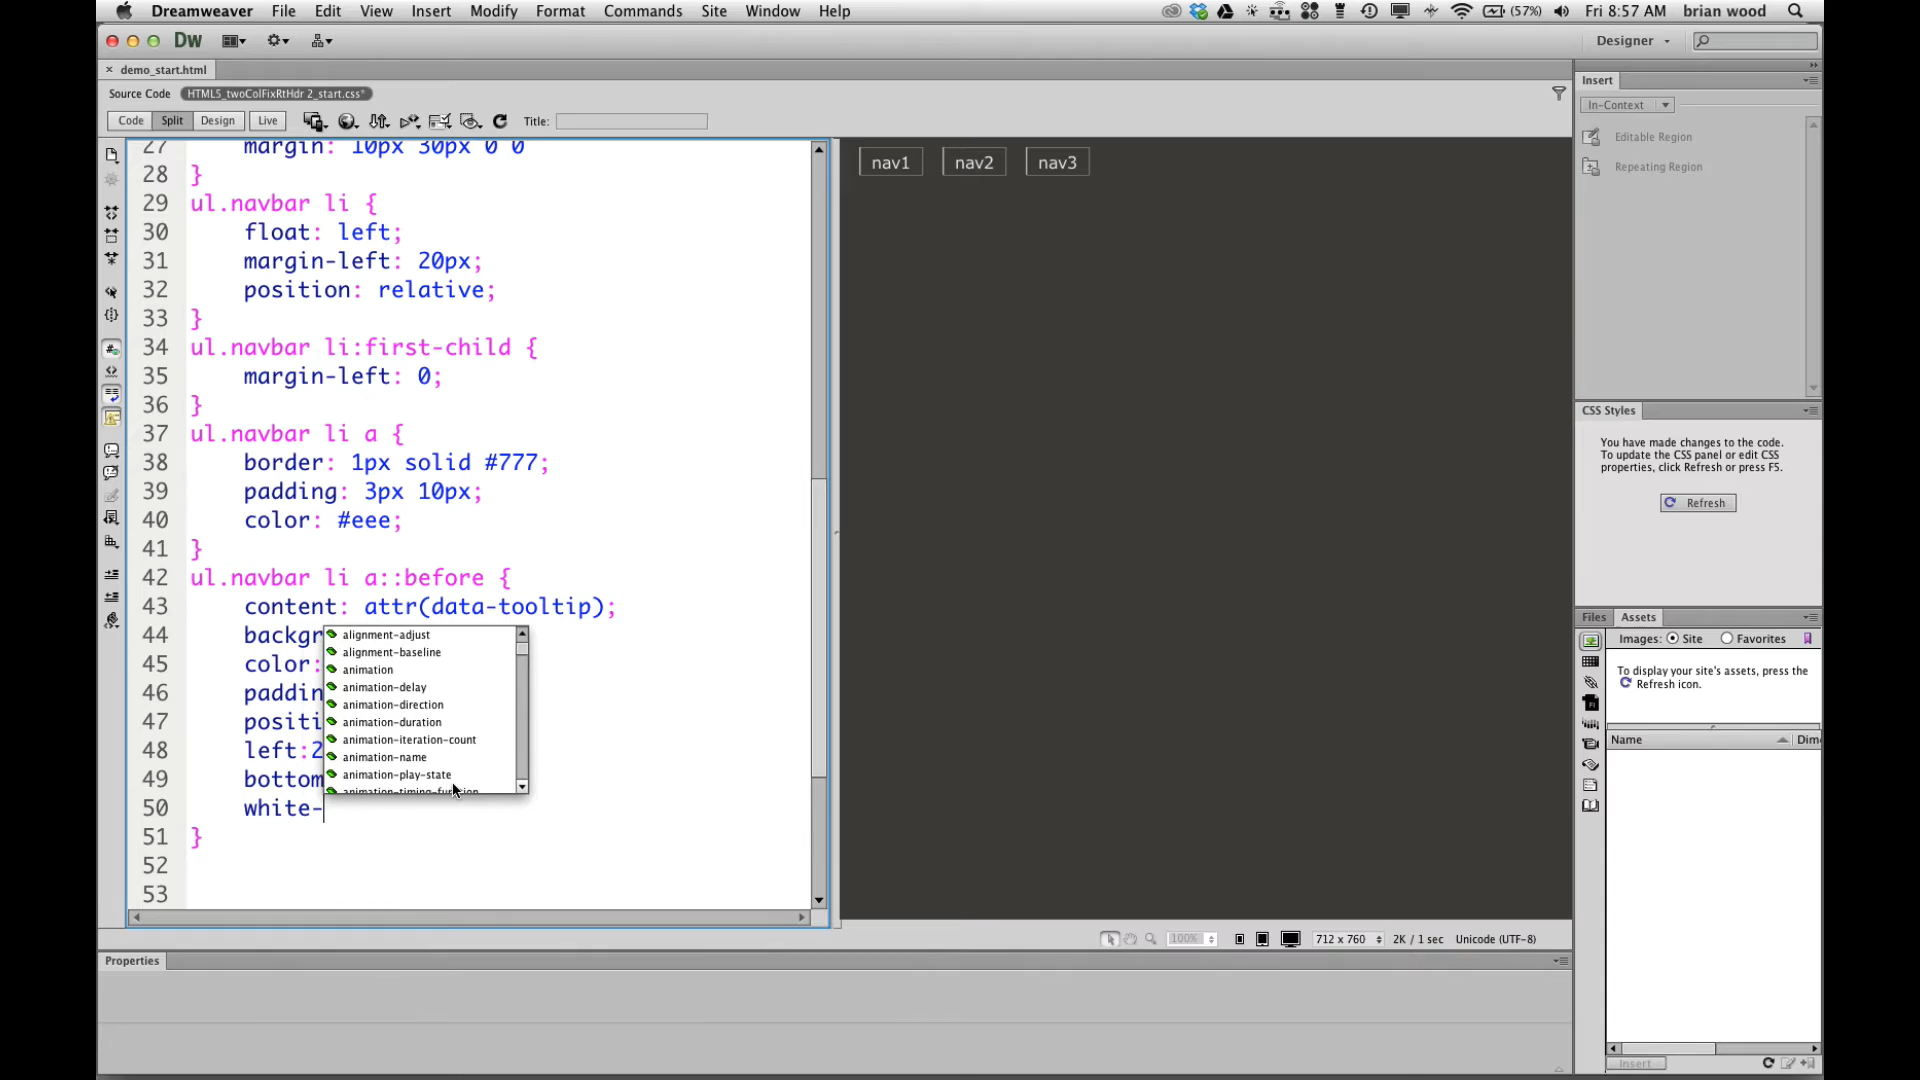 Dreamweaver File Edit View Insert Modify Format Commands Site Window Help
(57%) Fri 8:57 AM brian wood
Dw
Designer
demo_start.html
Source Code HTML5_twoColFixRtHdr 2_start.css*
Code Split Design Live
Title:
27 margin: 10px 30px 0 0
28 }
29 ul.navbar li {
30 float: left;
31 margin-left: 20px;
32 position: relative;
33 }
34 ul.navbar li:first-child {
35 margin-left: 0;
36 }
37 ul.navbar li a {
38 border: 1px solid #777;
39 padding: 3px 10px;
40 color: #eee;
41 }
42 ul.navbar li a::before {
43 content: attr(data-tooltip);
44 backgr
45 color:
46 paddin
47 positi
48 left:2
49 bottom
50 white-
51 }
52
53
alignment-adjust
alignment-baseline
animation
animation-delay
animation-direction
animation-duration
animation-iteration-count
animation-name
animation-play-state
animation-timing-function
nav1 nav2 nav3
100%
712 x 760
2K / 1 sec Unicode (UTF-8)
Properties
Insert
In-Context
Editable Region
Repeating Region
CSS Styles
You have made changes to the code.
To update the CSS panel or edit CSS
properties, click Refresh or press F5.
Refresh
Files Assets
Images: Site Favorites
To display your site's assets, press the
Refresh icon.
Name Dim
Insert